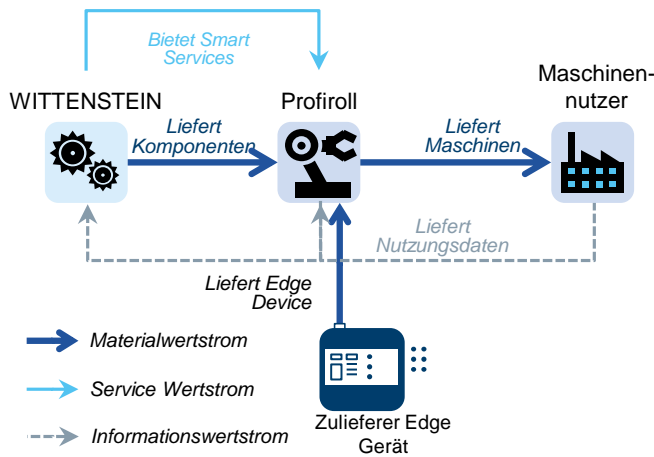 Bietet Smart
Services
WITTENSTEIN
Profiroll
Maschinen-
nutzer
Liefert
Komponenten
Liefert
Maschinen
Liefert
Nutzungsdaten
Liefert Edge
Device
Materialwertstrom
Service Wertstrom
Informationswertstrom
Zulieferer Edge
Gerät